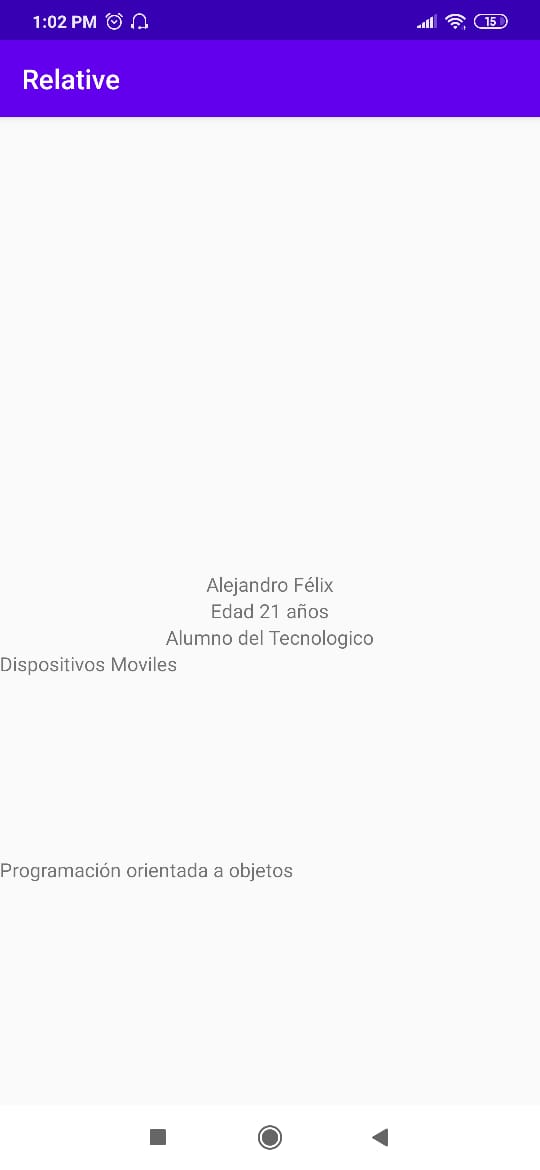 1:02 PM
15
Relative
Alejandro Félix
Edad 21 años
Alumno del Tecnologico
Dispositivos Moviles
Programación orientada a objetos